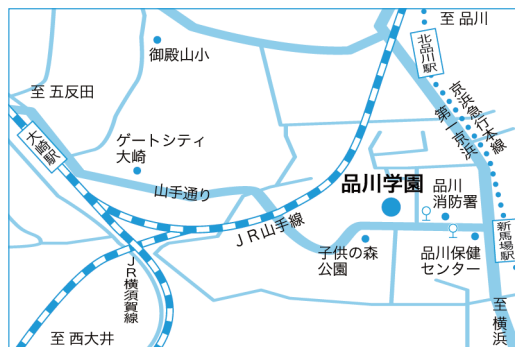 至 品川
北品川駅
御殿山小
京浜急行本線
第一京浜
至 五反田
大崎駅
ゲートシティ
大崎
山手通り
品川学園
品川
消防署
JR山手線
子供の森
公園
品川保健
センター
新馬場駅
JR横須賀線
至 横浜
至 西大井